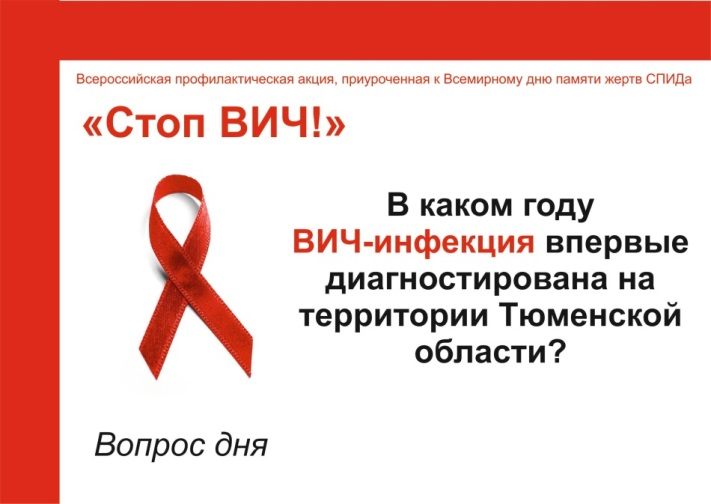 Всероссийская профилактическая акция, приуроченная к Всемирному дню памяти жертв СПИДа
«Стоп ВИЧ!»
В каком году
ВИЧ-инфекция впервые
диагностирована на
территории Тюменской
области?
Вопрос дня